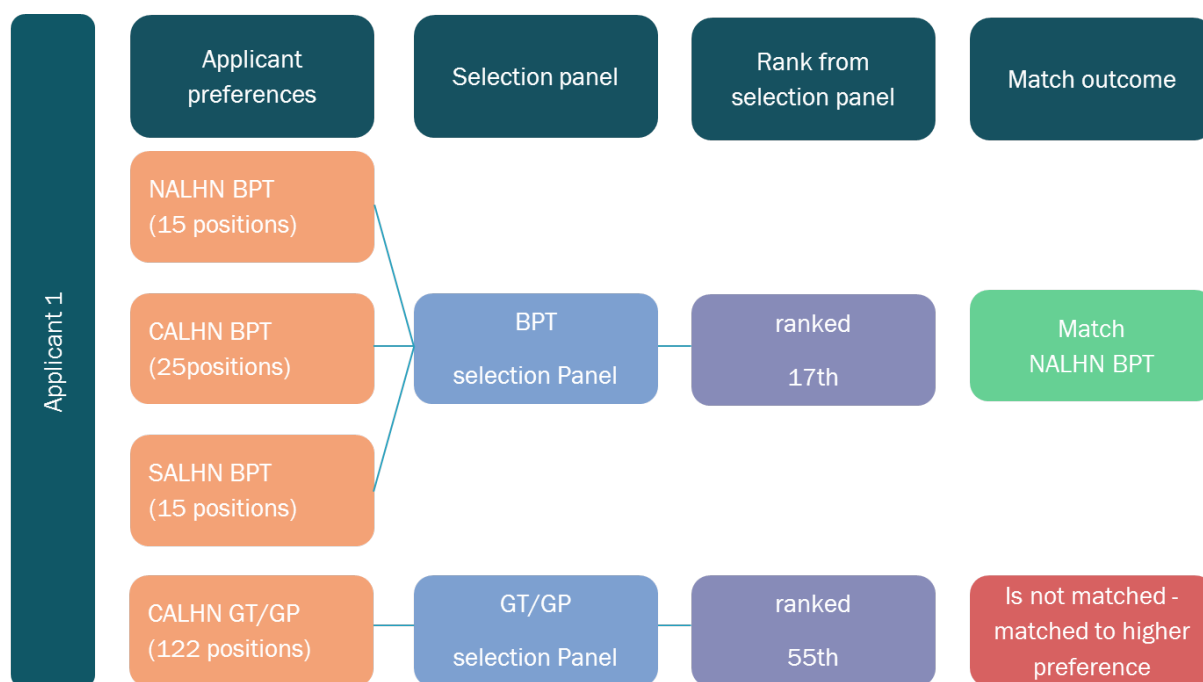 Applicant 1
Applicant
preferences
Selection panel
Rank from
selection panel
Match outcome
NALHN BPT
(15 positions)
CALHN BPT
(25positions)
SALHN BPT
(15 positions)
BPT
selection Panel
ranked
17th
Match
NALHN BPT
CALHN GT/GP
(122 positions)
GT/GP
selection Panel
ranked
55th
Is not matched -
matched to higher
preference